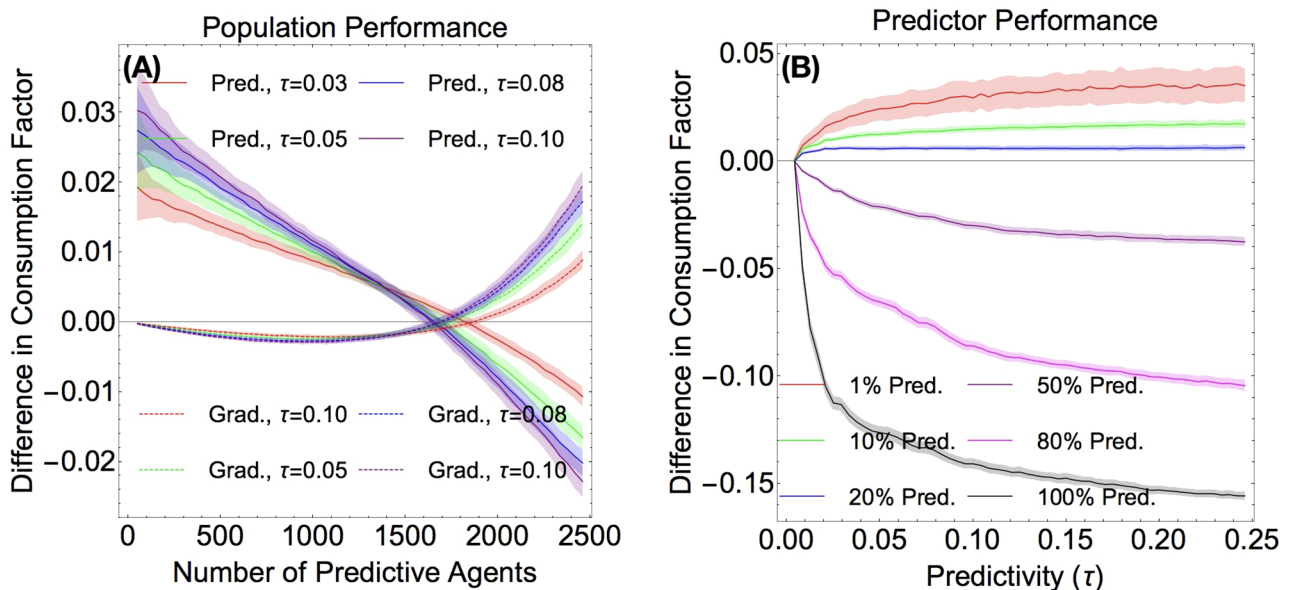 Population Performance
(A)
Pred., τ=0.03
Pred., τ=0.08
Pred., τ=0.05
Pred., τ=0.10
Grad., τ=0.10
Grad., τ=0.08
Grad., τ=0.05
Grad., τ=0.10
0.03
0.02
0.01
0.00
-0.01
-0.02
Difference in Consumption Factor
0
500
1000
1500
2000
2500
Number of Predictive Agents
Predictor Performance
(B)
0.05
0.00
-0.05
-0.10
-0.15
Difference in Consumption Factor
1% Pred.
50% Pred.
10% Pred.
80% Pred.
20% Pred.
100% Pred.
0.00
0.05
0.10
0.15
0.20
0.25
Predictivity (τ)